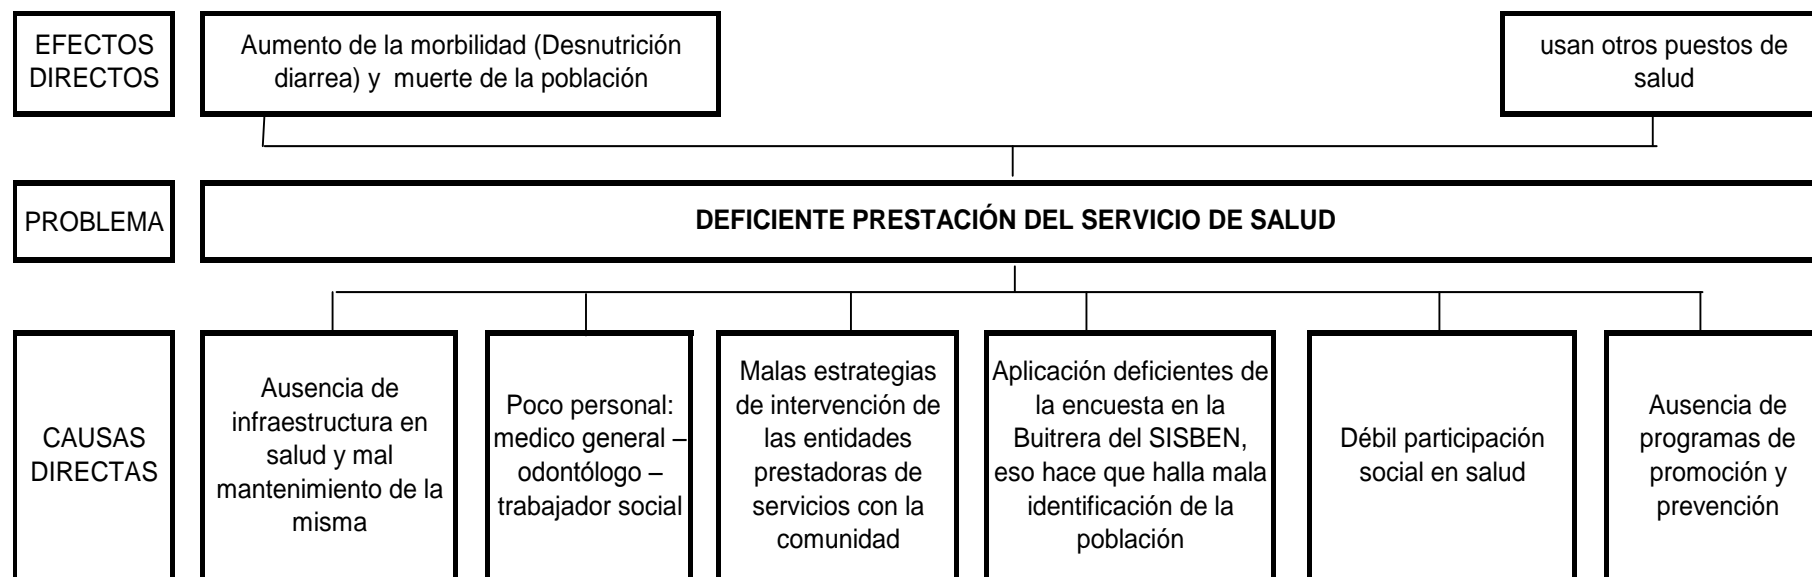 EFECTOS
DIRECTOS
Aumento de la morbilidad (Desnutrición
diarrea) y muerte de la población
usan otros puestos de
salud
PROBLEMA
DEFICIENTE PRESTACIÓN DEL SERVICIO DE SALUD
CAUSAS
DIRECTAS
Ausencia de
infraestructura en
salud y mal
mantenimiento de la
misma
Poco personal:
medico general –
odontólogo –
trabajador social
Malas estrategias
de intervención de
las entidades
prestadoras de
servicios con la
comunidad
Aplicación deficientes de
la encuesta en la
Buitrera del SISBEN,
eso hace que halla mala
identificación de la
población
Débil participación
social en salud
Ausencia de
programas de
promoción y
prevención